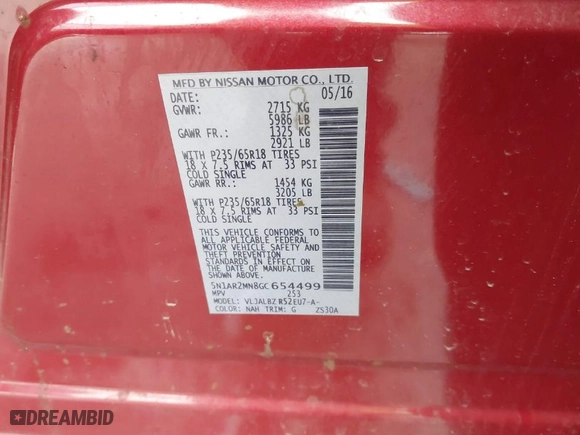 MFD BY NISSAN MOTOR CO., LTD.
DATE: 05/16
GVWR: 2715 KG
5986 LB
GAWR FR.: 1325 KG
2921 LB
WITH P235/65R18 TIRES
18 X 7.5 RIMS AT 33 PSI
COLD SINGLE
GAWR RR.: 1454 KG
3205 LB
WITH P235/65R18 TIRES
18 X 7.5 RIMS AT 33 PSI
COLD SINGLE
THIS VEHICLE CONFORMS TO
ALL APPLICABLE FEDERAL
MOTOR VEHICLE SAFETY AND
THEFT PREVENTION
STANDARDS IN EFFECT ON
THE DATE OF MANUFACTURE
SHOWN ABOVE.
5N1AR2MN8GC654499
MPV 253
MODEL: VLJALBZ R52EU7-A-
COLOR: NAH TRIM: G ZS30A
DREAMBID